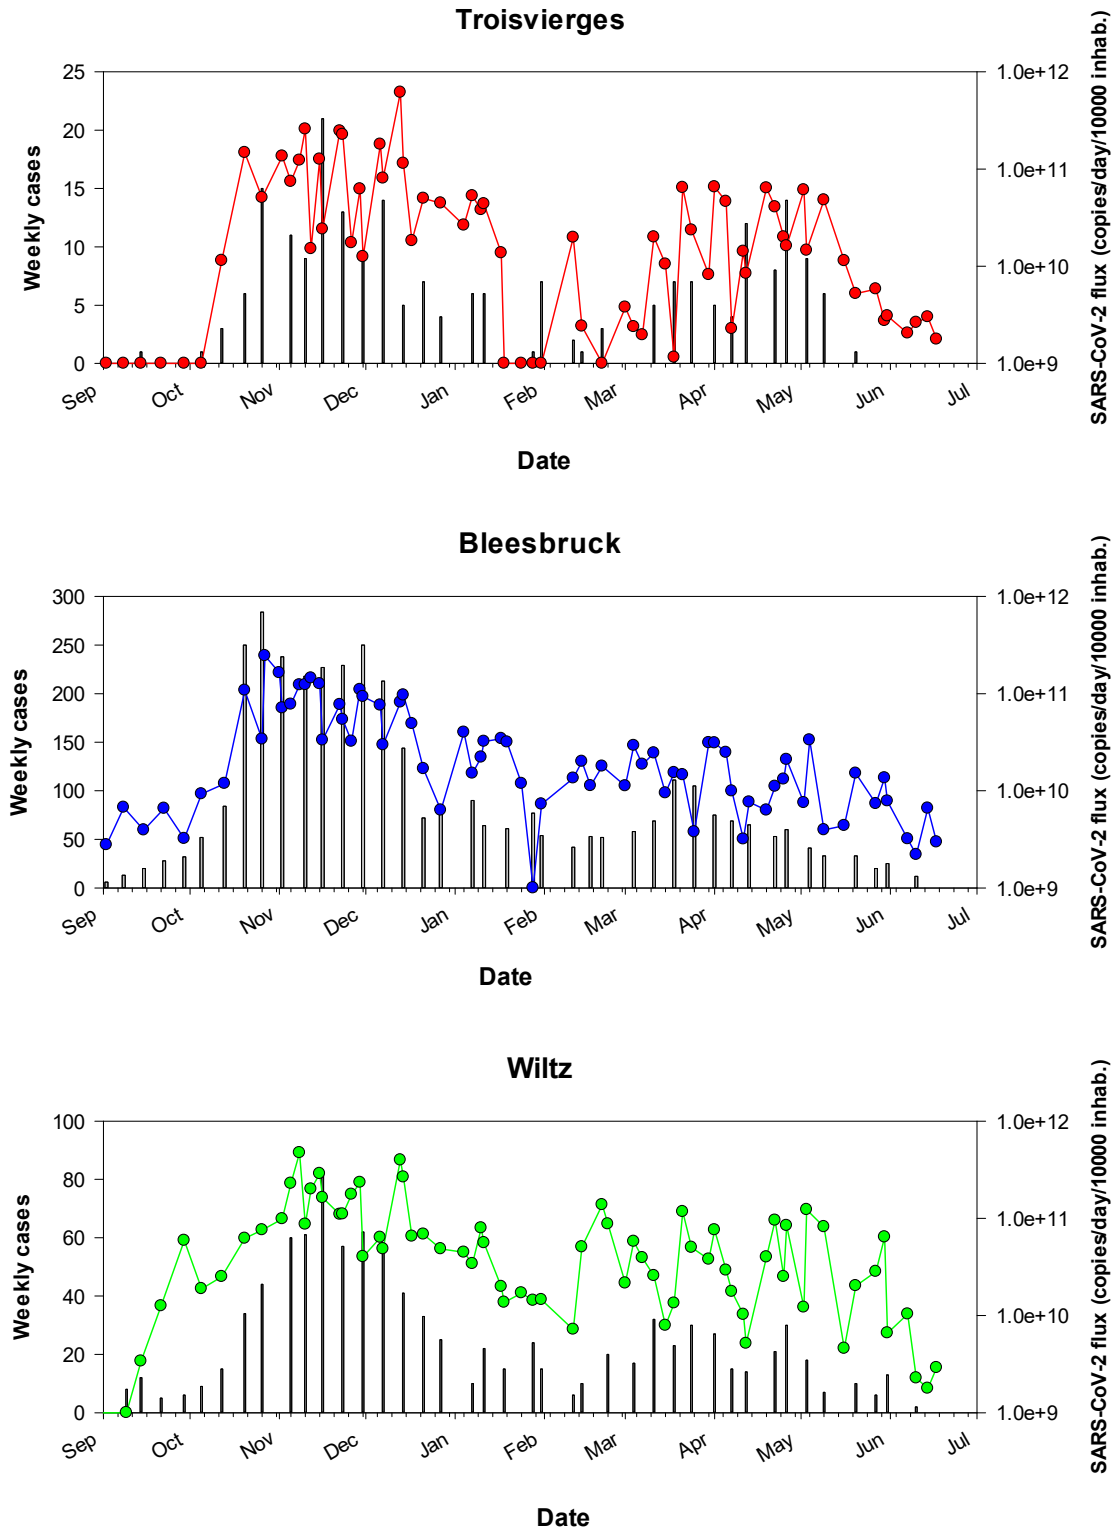 Troisvierges
Weekly cases
25
20
15
10
5
0
1.0e+12
1.0e+11
1.0e+10
1.0e+9
SARS-CoV-2 flux (copies/day/10000 inhab.)
Sep Oct Nov Dec Jan Feb Mar Apr May Jun Jul
Date
Bleesbruck
Weekly cases
300
250
200
150
100
50
0
1.0e+12
1.0e+11
1.0e+10
1.0e+9
SARS-CoV-2 flux (copies/day/10000 inhab.)
Sep Oct Nov Dec Jan Feb Mar Apr May Jun Jul
Date
Wiltz
Weekly cases
100
80
60
40
20
0
1.0e+12
1.0e+11
1.0e+10
1.0e+9
SARS-CoV-2 flux (copies/day/10000 inhab.)
Sep Oct Nov Dec Jan Feb Mar Apr May Jun Jul
Date